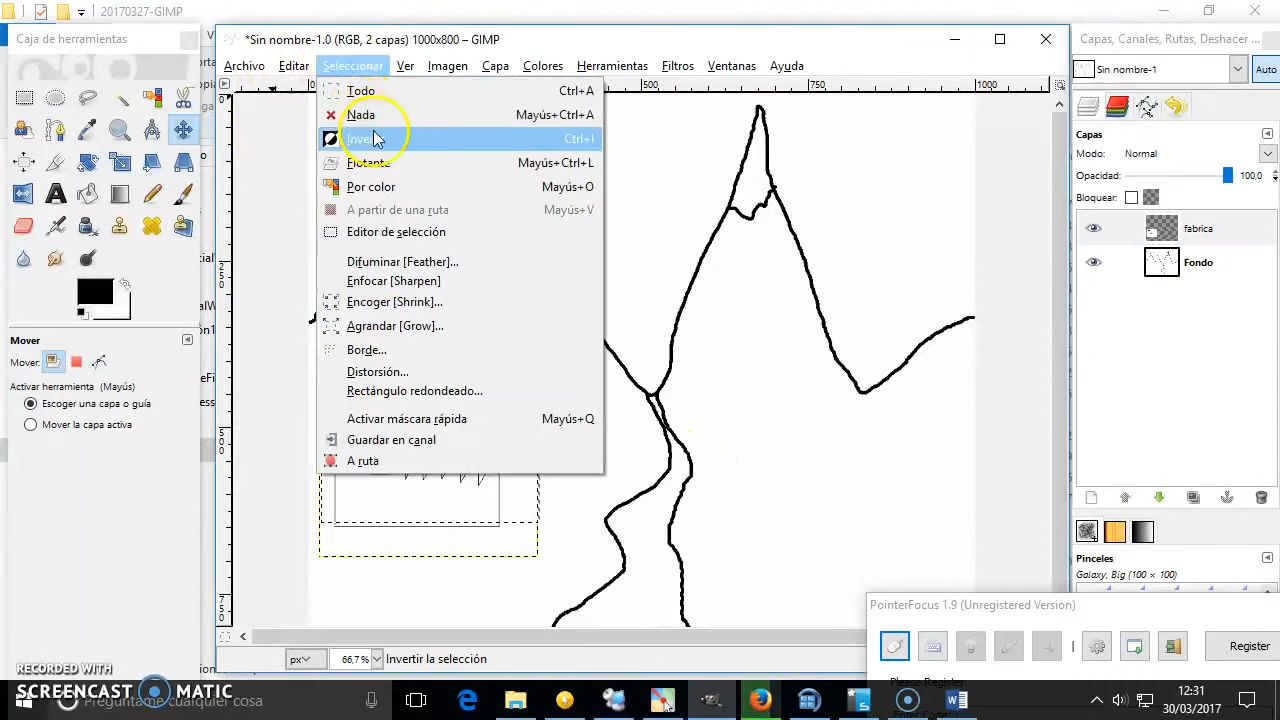 20170327-GIMP
Caja de herramientas
*Sin nombre-1.0 (RGB, 2 capas) 1000x800 – GIMP
Capas, Canales, Rutas, Deshacer ...
Archivo Editar Seleccionar Ver Imagen Capa Colores Herramientas Filtros Ventanas Ayuda
Sin nombre-1
Auto
500 750 1000
Todo Ctrl+A
Nada Mayús+Ctrl+A
Ctrl+I
Flotante Mayús+Ctrl+L
Por color Mayús+O
A partir de una ruta Mayús+V
Editor de selección
Difuminar [Feather]...
Enfocar [Sharpen]
Encoger [Shrink]...
Agrandar [Grow]...
Borde...
Distorsión...
Rectángulo redondeado...
Activar máscara rápida Mayús+Q
Guardar en canal
A ruta
Capas
Modo: Normal
Opacidad: 100.0
Bloquear:
fabrica
Fondo
Mover
Mover:
Activar herramienta (Mayús)
Escoger una capa o guía
Mover la capa activa
Pinceles
Galaxy, Big (100 × 100)
PointerFocus 1.9 (Unregistered Version)
Register
Please Register
px 66,7% Invertir la selección
RECORDED WITH
SCREENCAST MATIC
Pregúntame cualquier cosa
12:31
30/03/2017